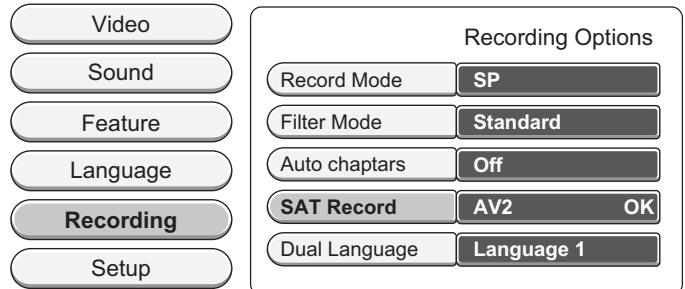 Video
Sound
Feature
Language
Recording
Setup
Recording Options
Record Mode SP
Filter Mode Standard
Auto chaptars Off
SAT Record AV2 OK
Dual Language Language 1